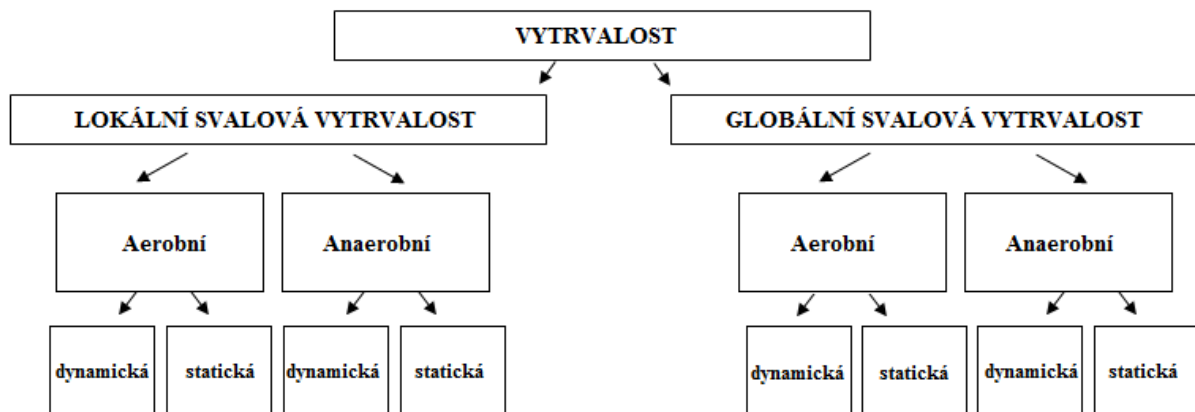 VYTRVALOST
LOKÁLNÍ SVALOVÁ VYTRVALOST
GLOBÁLNÍ SVALOVÁ VYTRVALOST
Aerobní
Anaerobní
Aerobní
Anaerobní
dynamická
statická
dynamická
statická
dynamická
statická
dynamická
statická